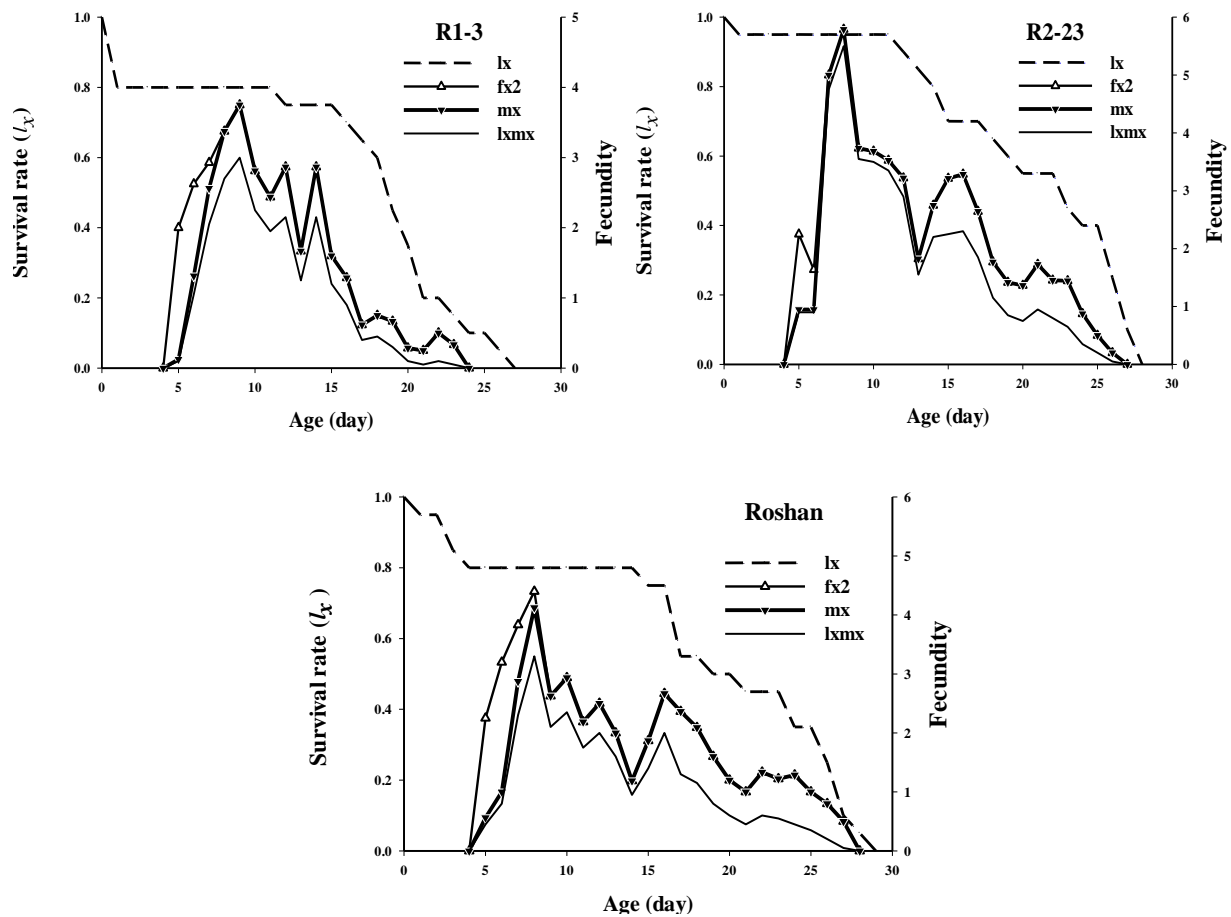 R1-3
lx
fx2
mx
lxmx
1.0
0.8
0.6
0.4
0.2
0.0
5
4
3
2
1
0
0 5 10 15 20 25 30
Survival rate (lx)
Fecundity
Age (day)
R2-23
lx
fx2
mx
lxmx
1.0
0.8
0.6
0.4
0.2
0.0
6
5
4
3
2
1
0
0 5 10 15 20 25 30
Survival rate (lx)
Fecundity
Age (day)
Roshan
lx
fx2
mx
lxmx
1.0
0.8
0.6
0.4
0.2
0.0
6
5
4
3
2
1
0
0 5 10 15 20 25 30
Survival rate (lx)
Fecundity
Age (day)